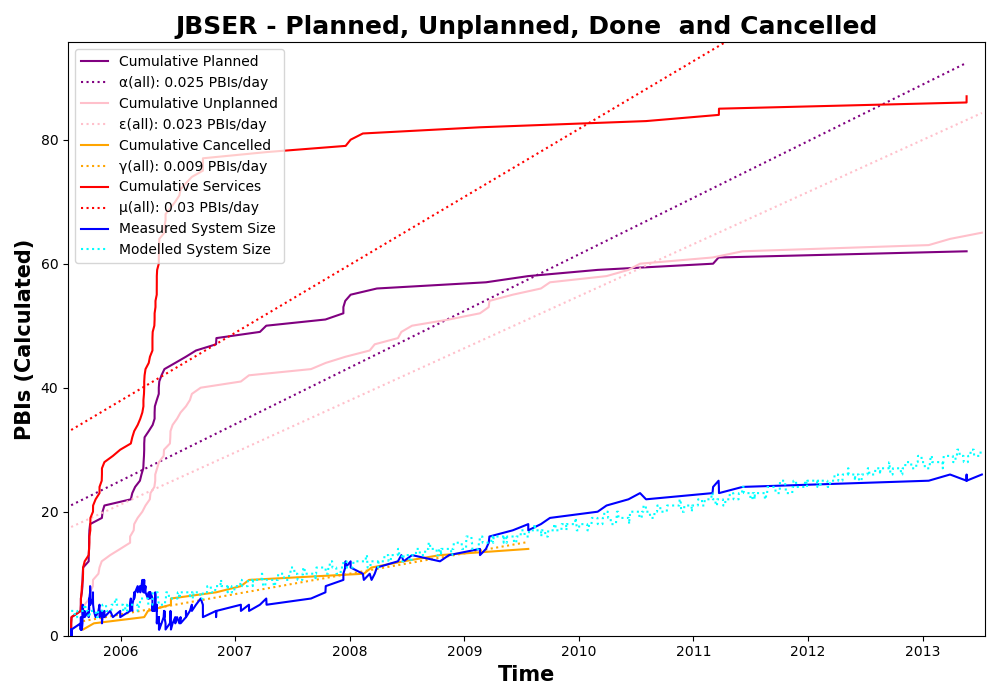 JBSER - Planned, Unplanned, Done  and Cancelled
Cumulative Planned
α(all): 0.025 PBIs/day
Cumulative Unplanned
ε(all): 0.023 PBIs/day
Cumulative Cancelled
γ(all): 0.009 PBIs/day
Cumulative Services
μ(all): 0.03 PBIs/day
Measured System Size
Modelled System Size
PBIs (Calculated)
80
60
40
20
0
2006 2007 2008 2009 2010 2011 2012 2013
Time